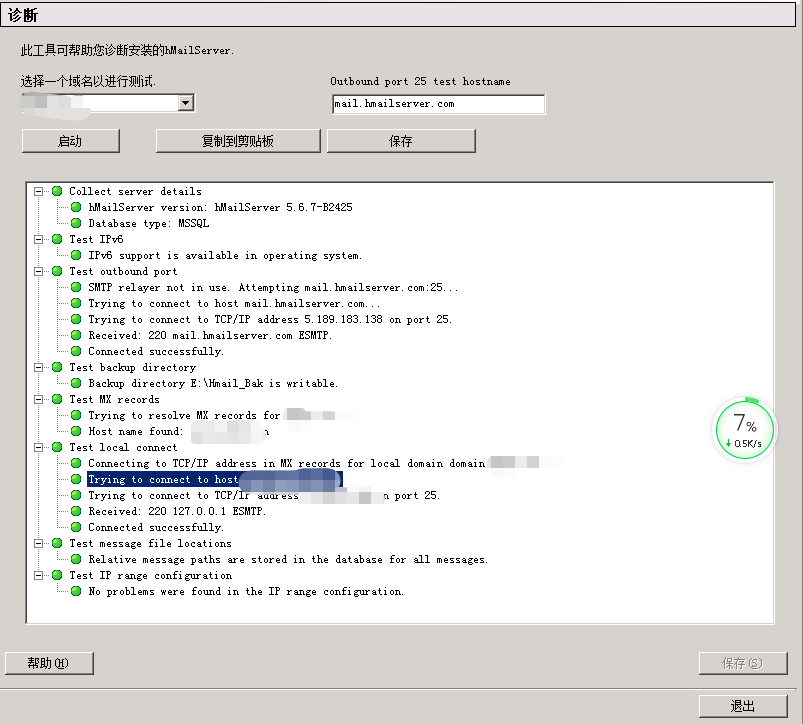 诊断
此工具可帮助您诊断安装的hMailServer.
选择一个域名以进行测试.
Outbound port 25 test hostname
mail.hmailserver.com
启动
复制到剪贴板
保存
Collect server details
hMailServer version: hMailServer 5.6.7-B2425
Database type: MSSQL
Test IPv6
IPv6 support is available in operating system.
Test outbound port
SMTP relayer not in use. Attempting mail.hmailserver.com:25...
Trying to connect to host mail.hmailserver.com...
Trying to connect to TCP/IP address 5.189.183.138 on port 25.
Received: 220 mail.hmailserver.com ESMTP.
Connected successfully.
Test backup directory
Backup directory E:\Hmail_Bak is writable.
Test MX records
Trying to resolve MX records for
Host name found:
Test local connect
Connecting to TCP/IP address in MX records for local domain domain
Trying to connect to host
Trying to connect to TCP/IP address on port 25.
Received: 220 127.0.0.1 ESMTP.
Connected successfully.
Test message file locations
Relative message paths are stored in the database for all messages.
Test IP range configuration
No problems were found in the IP range configuration.
7%
↓ 0.5K/s
帮助(H)
保存(S)
退出